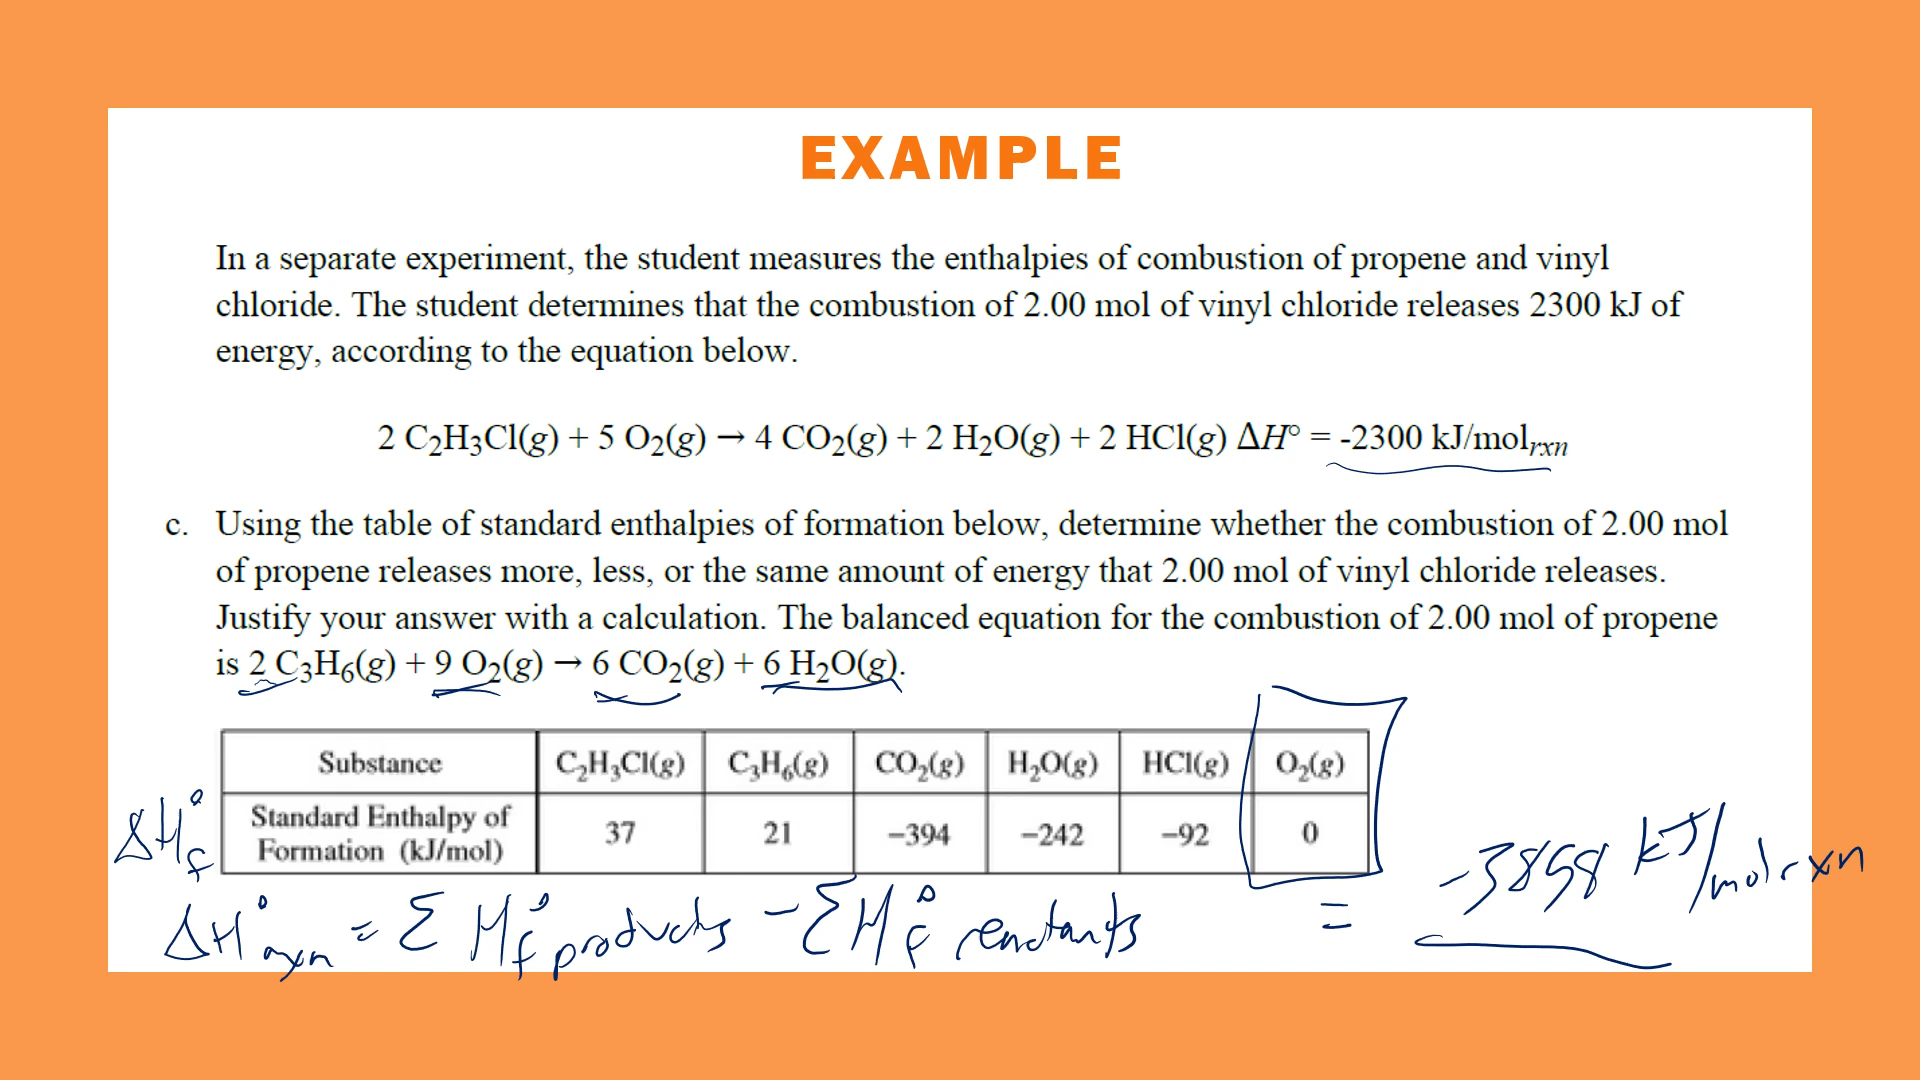 EXAMPLE
In a separate experiment, the student measures the enthalpies of combustion of propene and vinyl
chloride. The student determines that the combustion of 2.00 mol of vinyl chloride releases 2300 kJ of
energy, according to the equation below.
2 C₂H₃Cl(g) + 5 O₂(g) → 4 CO₂(g) + 2 H₂O(g) + 2 HCl(g) ΔH° = -2300 kJ/molrxn
c. Using the table of standard enthalpies of formation below, determine whether the combustion of 2.00 mol
of propene releases more, less, or the same amount of energy that 2.00 mol of vinyl chloride releases.
Justify your answer with a calculation. The balanced equation for the combustion of 2.00 mol of propene
is 2 C₃H₆(g) + 9 O₂(g) → 6 CO₂(g) + 6 H₂O(g).
Substance C₂H₃Cl(g) C₃H₆(g) CO₂(g) H₂O(g) HCl(g) O₂(g)
ΔH°f Standard Enthalpy of
Formation (kJ/mol) 37 21 −394 −242 −92 0
ΔH°rxn = Σ H°f products − Σ H°f reactants = -3858 kJ/molrxn